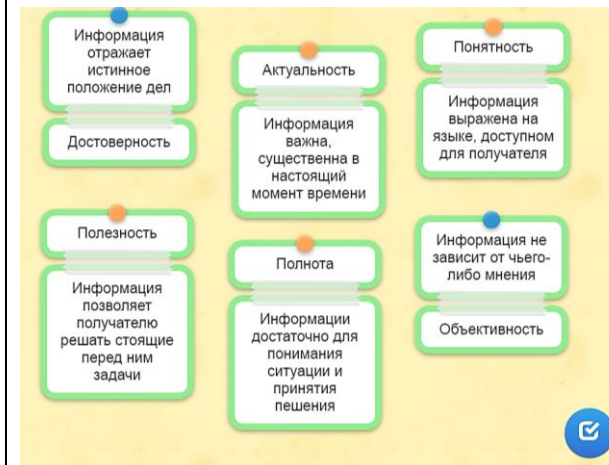 Информация
отражает
истинное
положение дел
Достоверность
Актуальность
Информация
важна,
существенна в
настоящий
момент времени
Понятность
Информация
выражена на
языке, доступном
для получателя
Полезность
Информация
позволяет
получателю
решать стоящие
перед ним
задачи
Полнота
Информации
достаточно для
понимания
ситуации и
принятия
пешения
Информация не
зависит от чьего-
либо мнения
Объективность